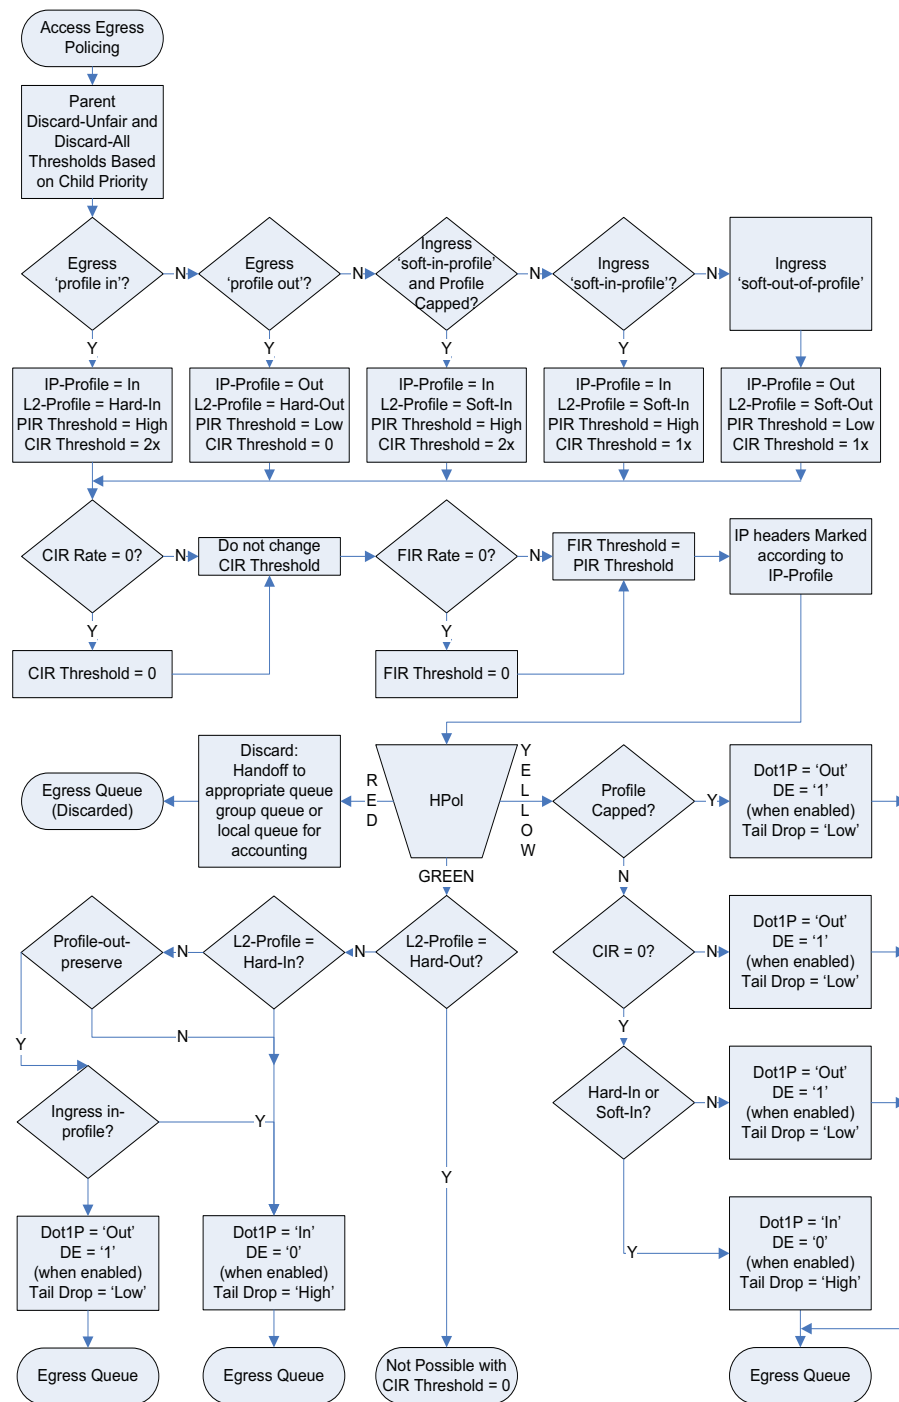 Access Egress
Policing
Parent
Discard-Unfair and
Discard-All
Thresholds Based
on Child Priority
Egress
‘profile in’?
N
Egress
‘profile out’?
N
Ingress
‘soft-in-profile’
and Profile
Capped?
N
Ingress
‘soft-in-profile’?
N
Ingress
‘soft-out-of-profile’
Y
Y
Y
Y
IP-Profile = In
L2-Profile = Hard-In
PIR Threshold = High
CIR Threshold = 2x
IP-Profile = Out
L2-Profile = Hard-Out
PIR Threshold = Low
CIR Threshold = 0
IP-Profile = In
L2-Profile = Soft-In
PIR Threshold = High
CIR Threshold = 2x
IP-Profile = In
L2-Profile = Soft-In
PIR Threshold = High
CIR Threshold = 1x
IP-Profile = Out
L2-Profile = Soft-Out
PIR Threshold = Low
CIR Threshold = 1x
CIR Rate = 0?
N
Do not change
CIR Threshold
FIR Rate = 0?
N
FIR Threshold =
PIR Threshold
IP headers Marked
according to
IP-Profile
Y
Y
CIR Threshold = 0
FIR Threshold = 0
Egress Queue
(Discarded)
Discard:
Handoff to
appropriate queue
group queue or
local queue for
accounting
RED
HPol
YELLOW
Profile
Capped?
Y
Dot1P = ‘Out’
DE = ‘1’
(when enabled)
Tail Drop = ‘Low’
GREEN
N
Profile-out-
preserve
N
L2-Profile =
Hard-In?
N
L2-Profile =
Hard-Out?
CIR = 0?
N
Dot1P = ‘Out’
DE = ‘1’
(when enabled)
Tail Drop = ‘Low’
Y
N
Y
Ingress in-
profile?
Y
Hard-In or
Soft-In?
N
Dot1P = ‘Out’
DE = ‘1’
(when enabled)
Tail Drop = ‘Low’
Y
Y
Dot1P = ‘Out’
DE = ‘1’
(when enabled)
Tail Drop = ‘Low’
Dot1P = ‘In’
DE = ‘0’
(when enabled)
Tail Drop = ‘High’
Dot1P = ‘In’
DE = ‘0’
(when enabled)
Tail Drop = ‘High’
Egress Queue
Egress Queue
Not Possible with
CIR Threshold = 0
Egress Queue